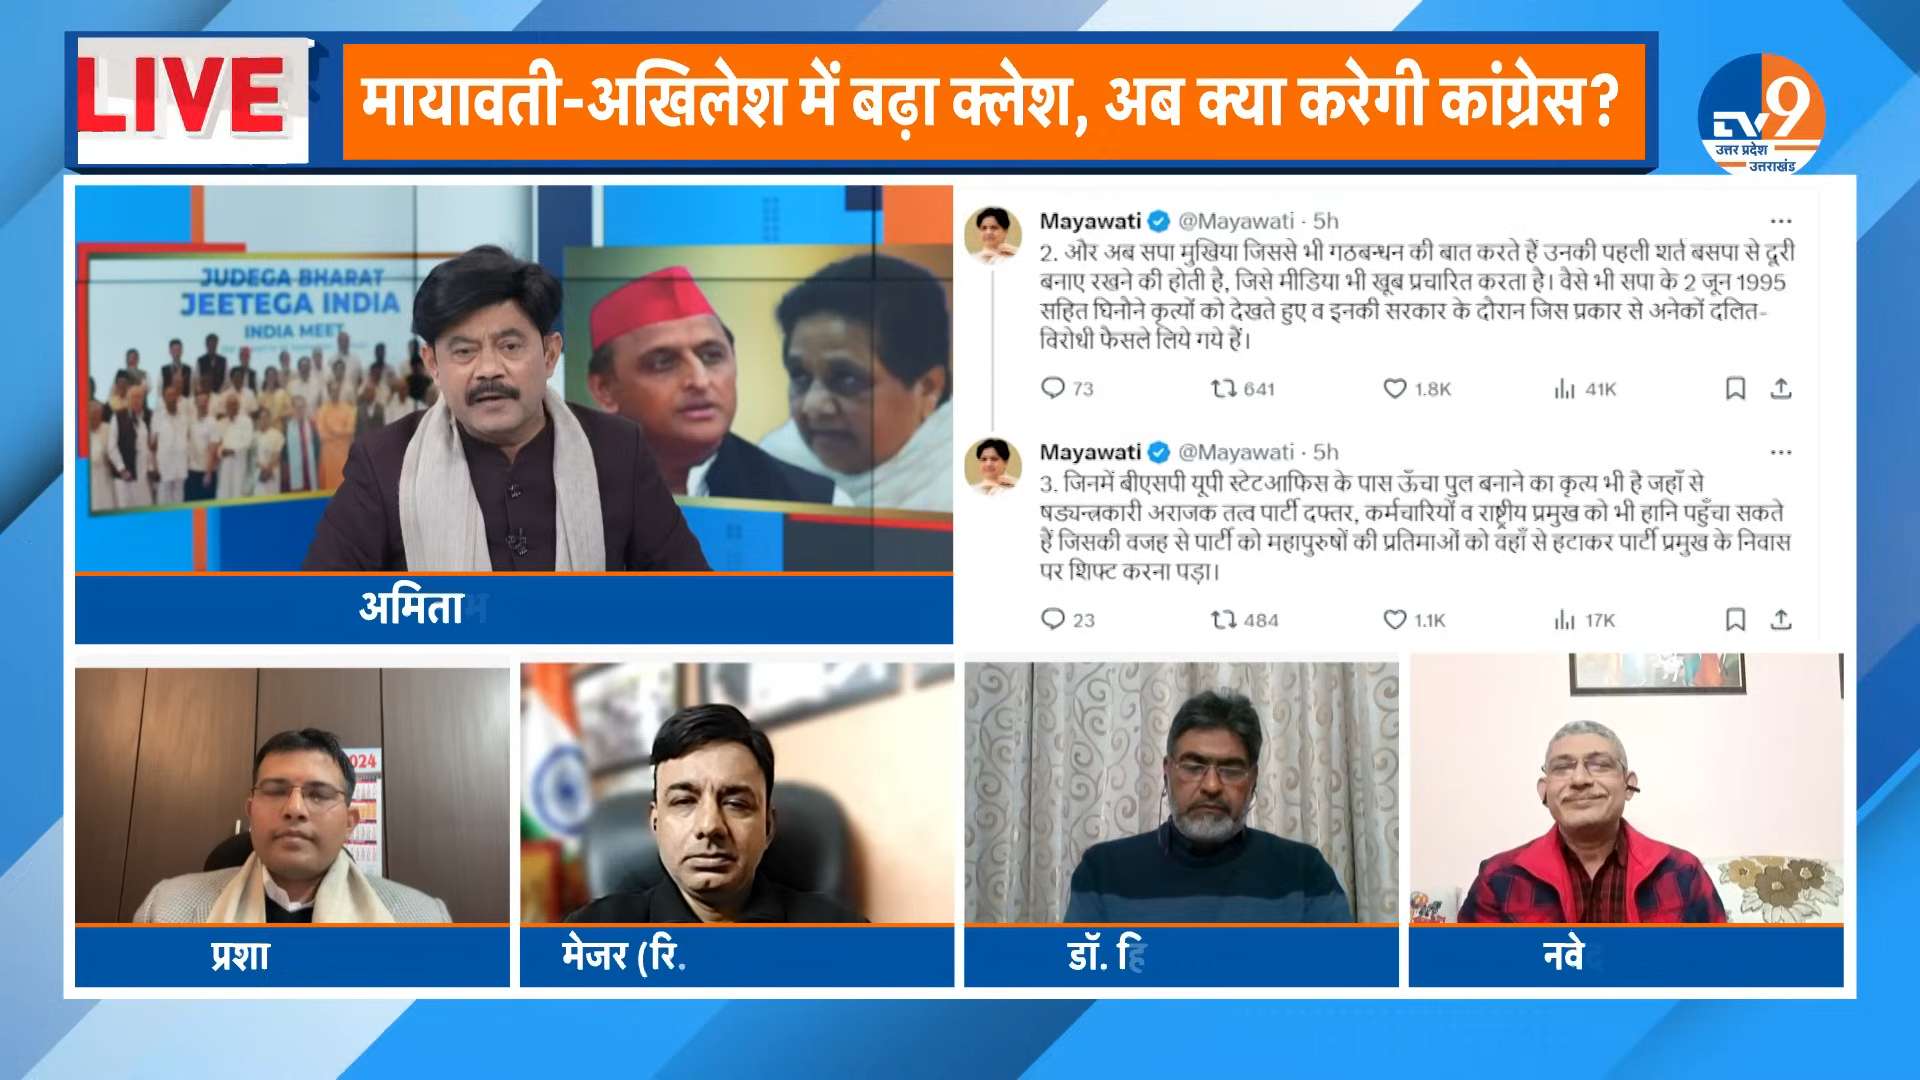 LIVE
मायावती-अखिलेश में बढ़ा क्लेश, अब क्या करेगी कांग्रेस?
TV9
उत्तर प्रदेश
उत्तराखंड
JUDEGA BHARAT
JEETEGA INDIA
INDIA MEET
Mayawati @Mayawati · 5h
2. और अब सपा मुखिया जिससे भी गठबन्धन की बात करते हैं उनकी पहली शर्त बसपा से दूरी
बनाए रखने की होती है, जिसे मीडिया भी खूब प्रचारित करता है। वैसे भी सपा के 2 जून 1995
सहित घिनौने कृत्यों को देखते हुए व इनकी सरकार के दौरान जिस प्रकार से अनेकों दलित-
विरोधी फैसले लिये गये हैं।
73 641 1.8K 41K
Mayawati @Mayawati · 5h
3. जिनमें बीएसपी यूपी स्टेट आफिस के पास ऊँचा पुल बनाने का कृत्य भी है जहाँ से
षड्यन्त्रकारी अराजक तत्व पार्टी दफ्तर, कर्मचारियों व राष्ट्रीय प्रमुख को भी हानि पहुँचा सकते
हैं जिसकी वजह से पार्टी को महापुरुषों की प्रतिमाओं को वहाँ से हटाकर पार्टी प्रमुख के निवास
पर शिफ्ट करना पड़ा।
23 484 1.1K 17K
अमिताभ
024
प्रशा
मेजर (रि.
डॉ. हि
नवे